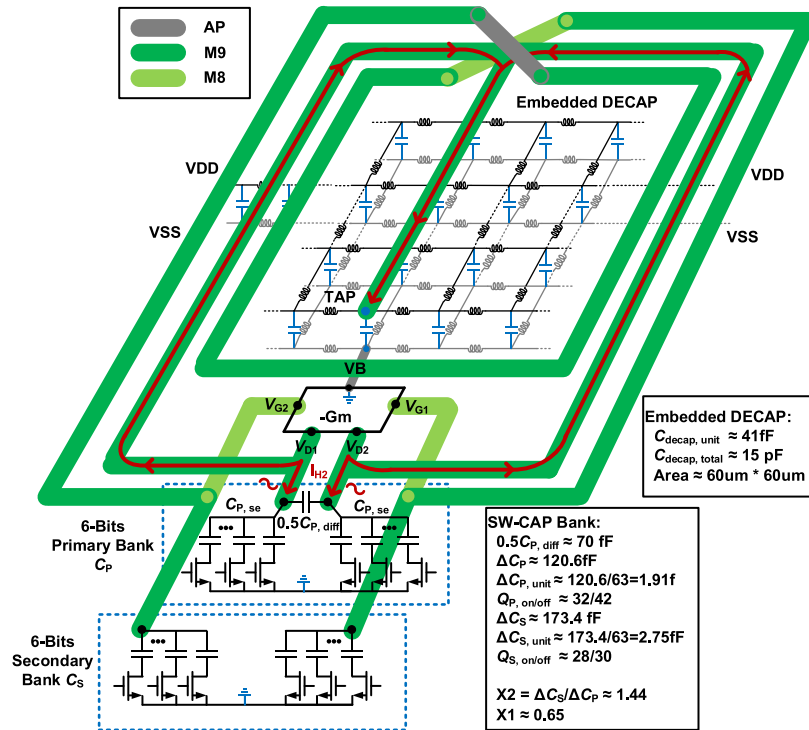 AP
M9
M8
Embedded DECAP
VDD
VSS
VDD
VSS
TAP
VB
VG2
-Gm
VG1
VD1
VD2
IH2
CP, se
0.5CP, diff
CP, se
6-Bits
Primary Bank
CP
6-Bits
Secondary
Bank CS
Embedded DECAP:
Cdecap, unit ≈ 41fF
Cdecap, total ≈ 15 pF
Area ≈ 60um * 60um
SW-CAP Bank:
0.5CP, diff ≈ 70 fF
ΔCP ≈ 120.6fF
ΔCP, unit ≈ 120.6/63=1.91f
QP, on/off ≈ 32/42
ΔCS ≈ 173.4 fF
ΔCS, unit ≈ 173.4/63=2.75fF
QS, on/off ≈ 28/30
X2 = ΔCS/ΔCP ≈ 1.44
X1 ≈ 0.65